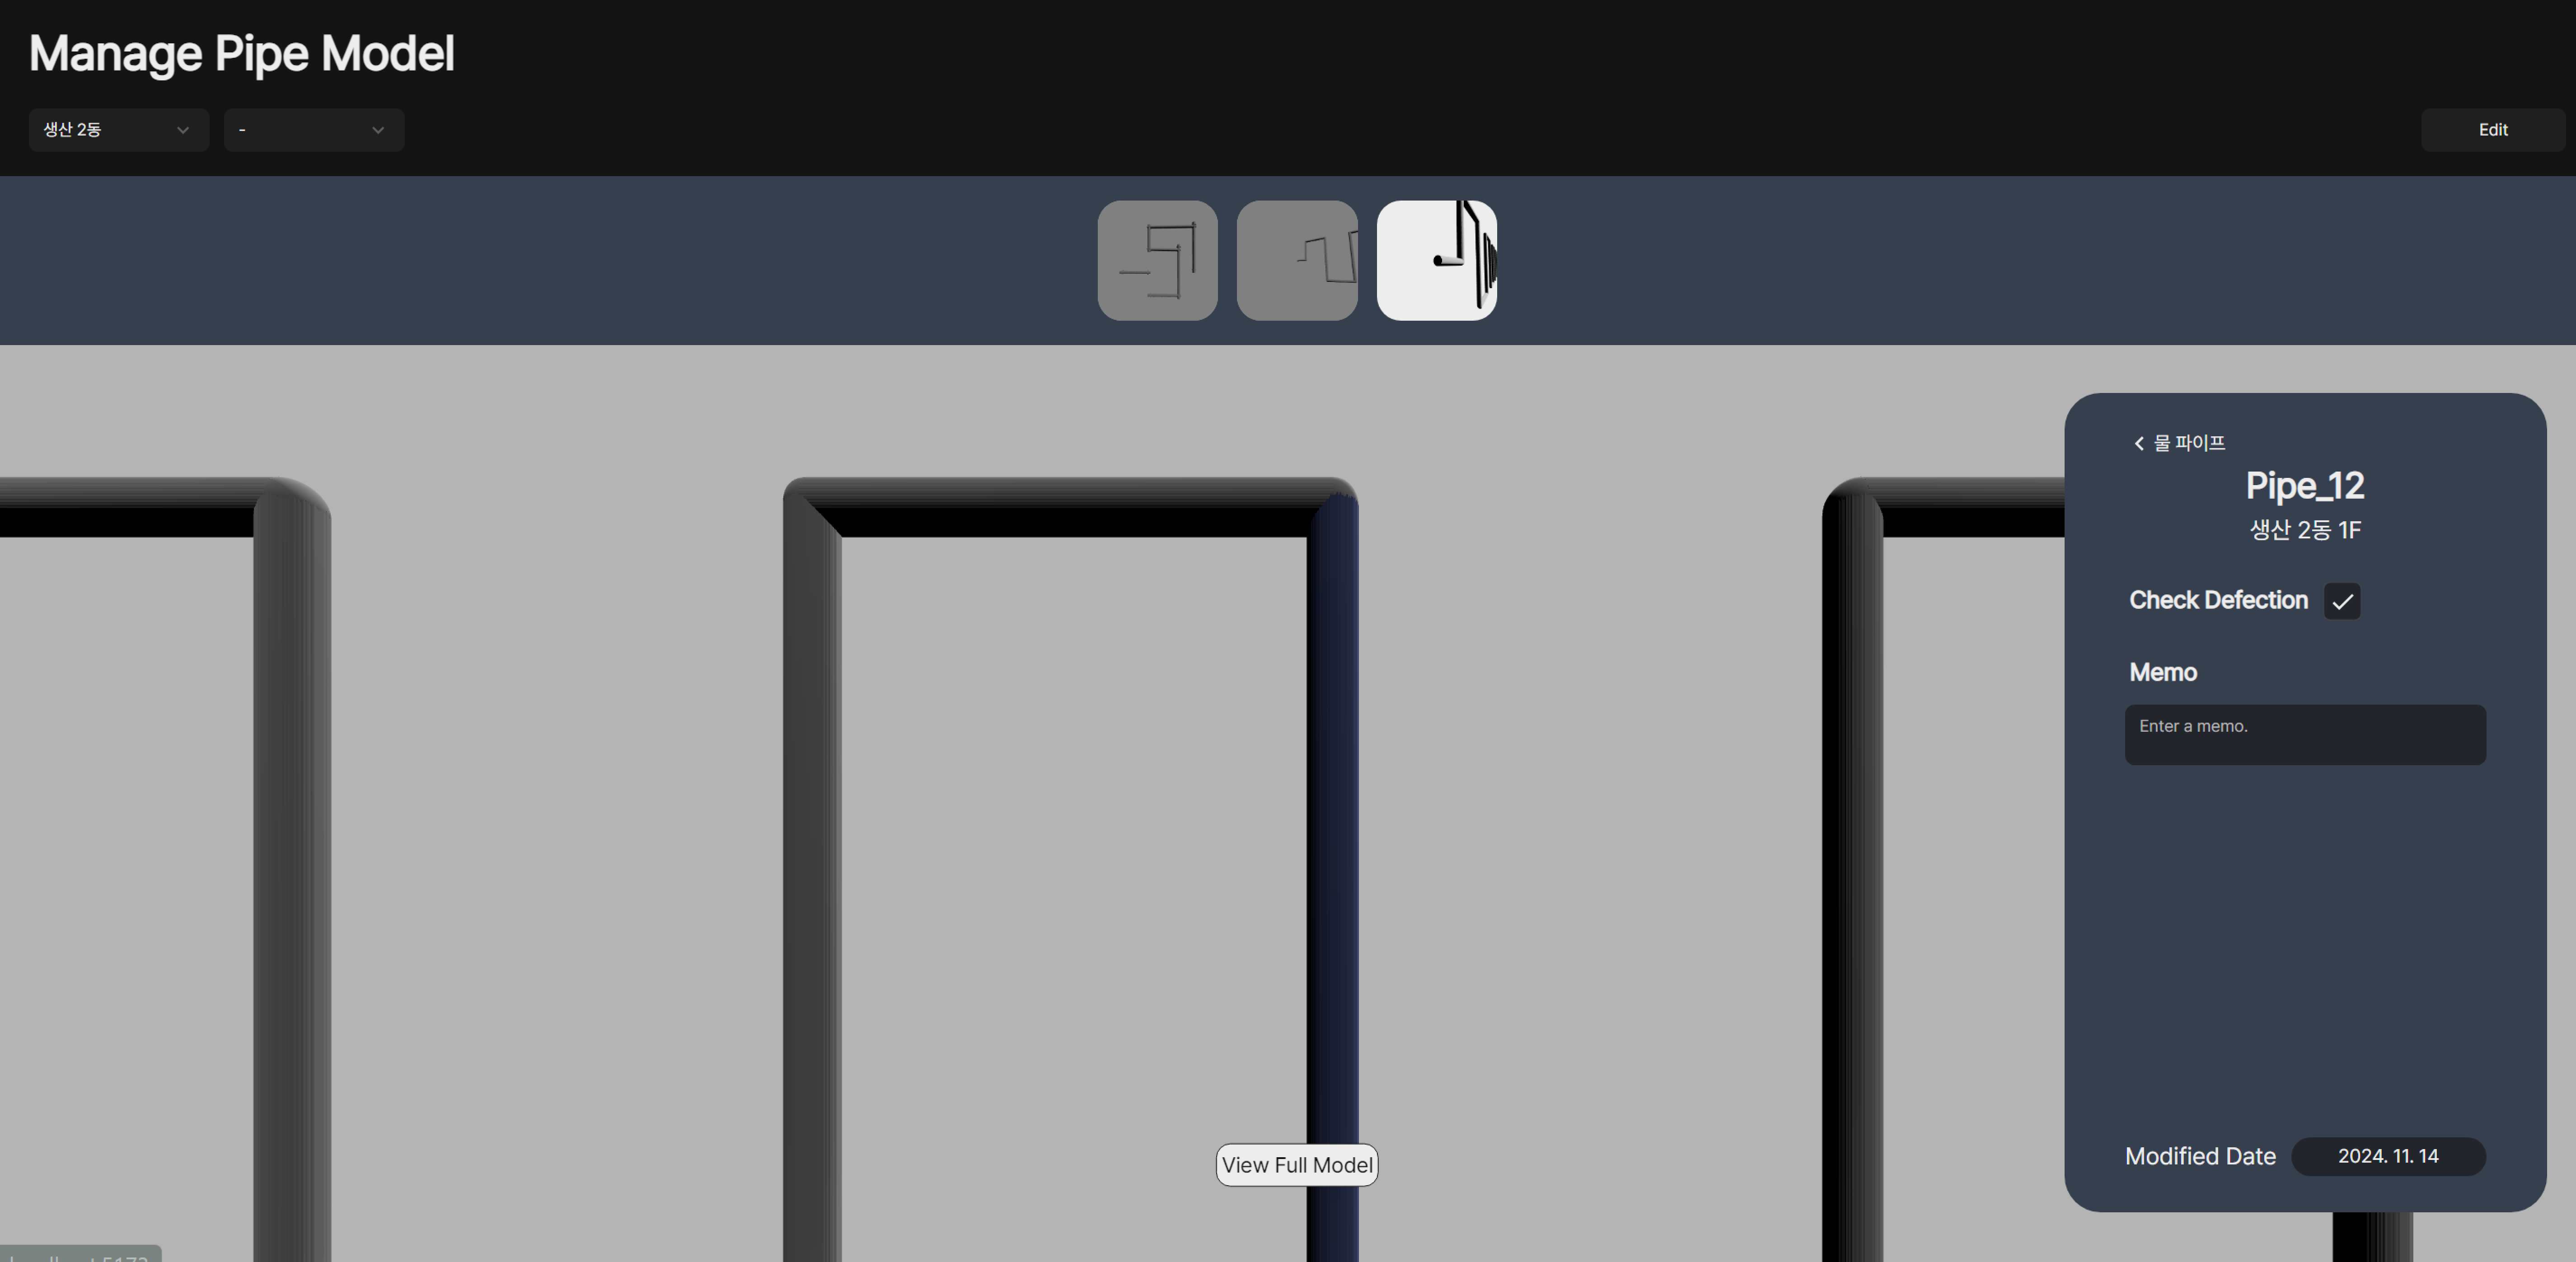 Manage Pipe Model
생산 2동
-
Edit
물 파이프
Pipe_12
생산 2동 1F
Check Defection
Memo
Enter a memo.
View Full Model
Modified Date
2024. 11. 14